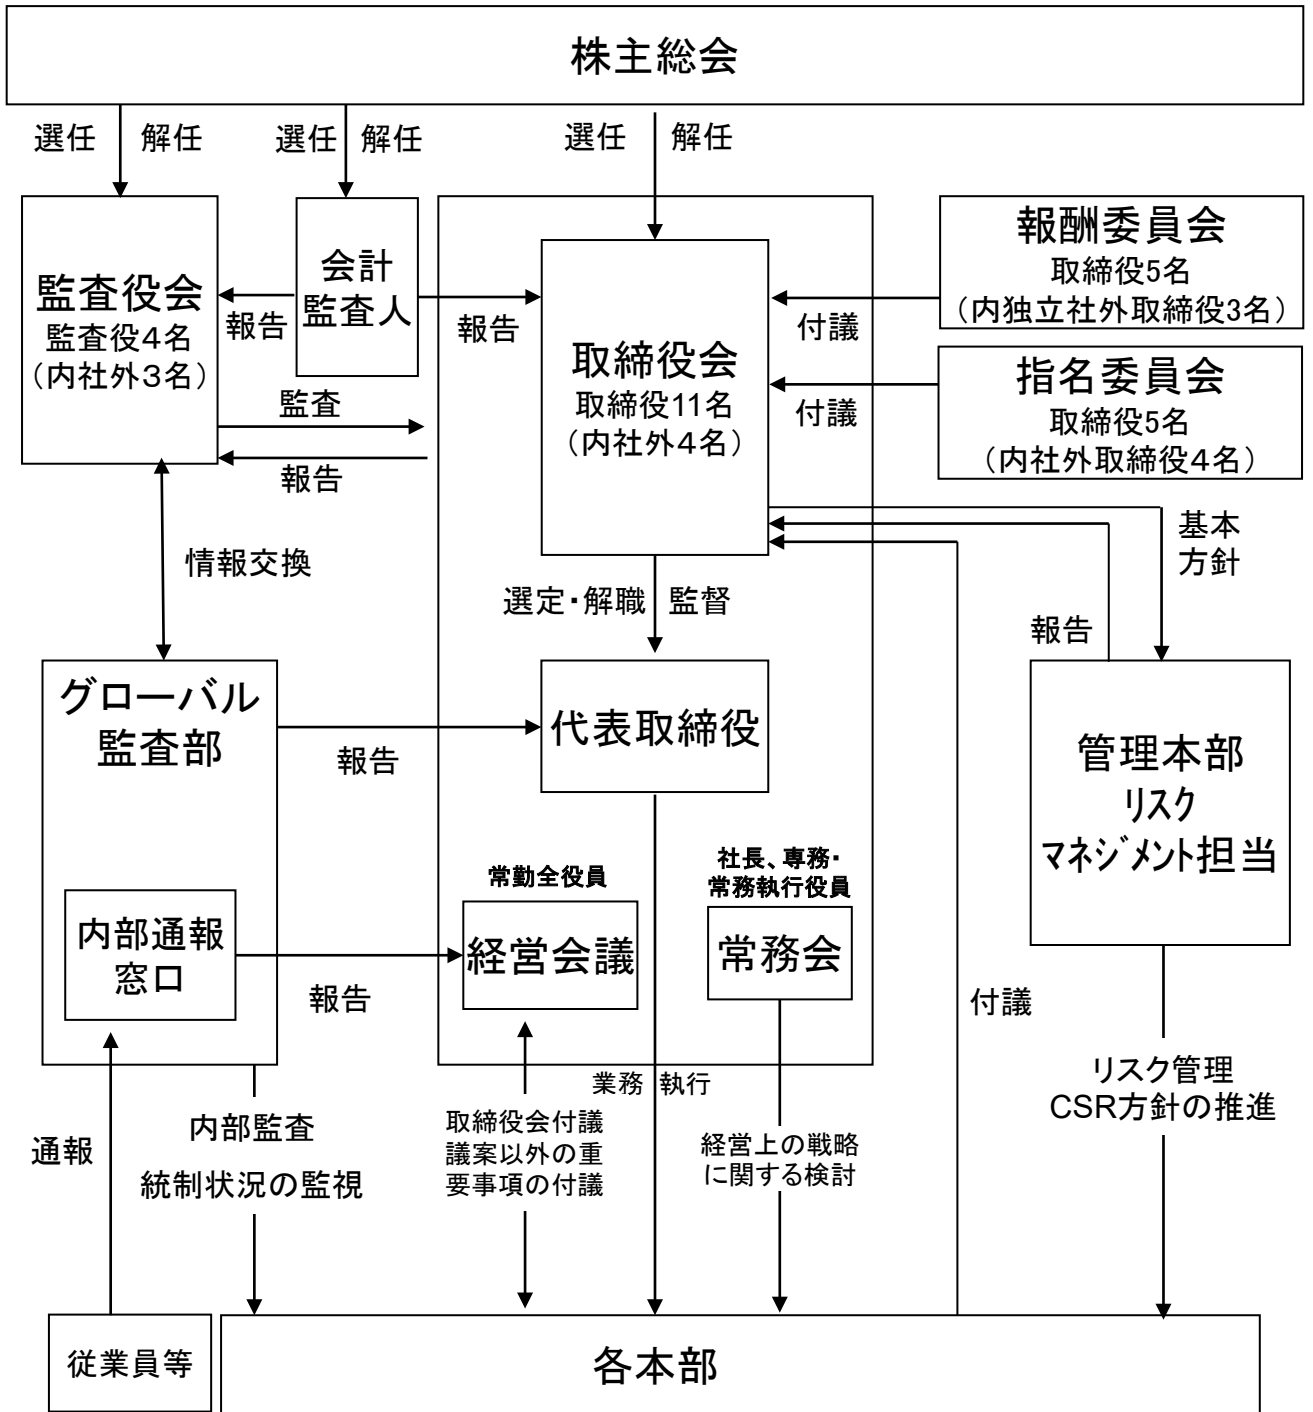 株主総会
選任
解任
選任
解任
選任
解任
監査役会
監査役４名
（内社外３名）
会計
監査人
報告
報告
監査
報告
取締役会
取締役11名
（内社外４名）
報酬委員会
取締役5名
（内独立社外取締役3名）
付議
指名委員会
取締役5名
（内社外取締役４名）
付議
基本
方針
報告
情報交換
選定・解職
監督
グローバル
監査部
報告
代表取締役
管理本部
リスク
マネジメント担当
常勤全役員
経営会議
社長、専務・
常務執行役員
常務会
内部通報
窓口
報告
付議
業務
執行
通報
内部監査
統制状況の監視
取締役会付議
議案以外の重
要事項の付議
経営上の戦略
に関する検討
リスク管理
CSR方針の推進
従業員等
各本部